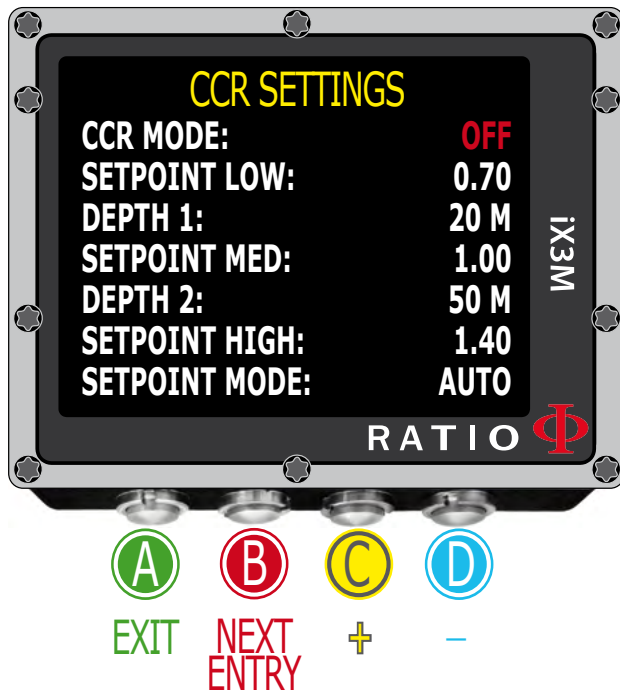 CCR SETTINGS
CCR MODE: OFF
SETPOINT LOW: 0.70
DEPTH 1: 20 M
SETPOINT MED: 1.00
DEPTH 2: 50 M
SETPOINT HIGH: 1.40
SETPOINT MODE: AUTO
iX3M
RATIO
A B C D
EXIT NEXT ENTRY + −